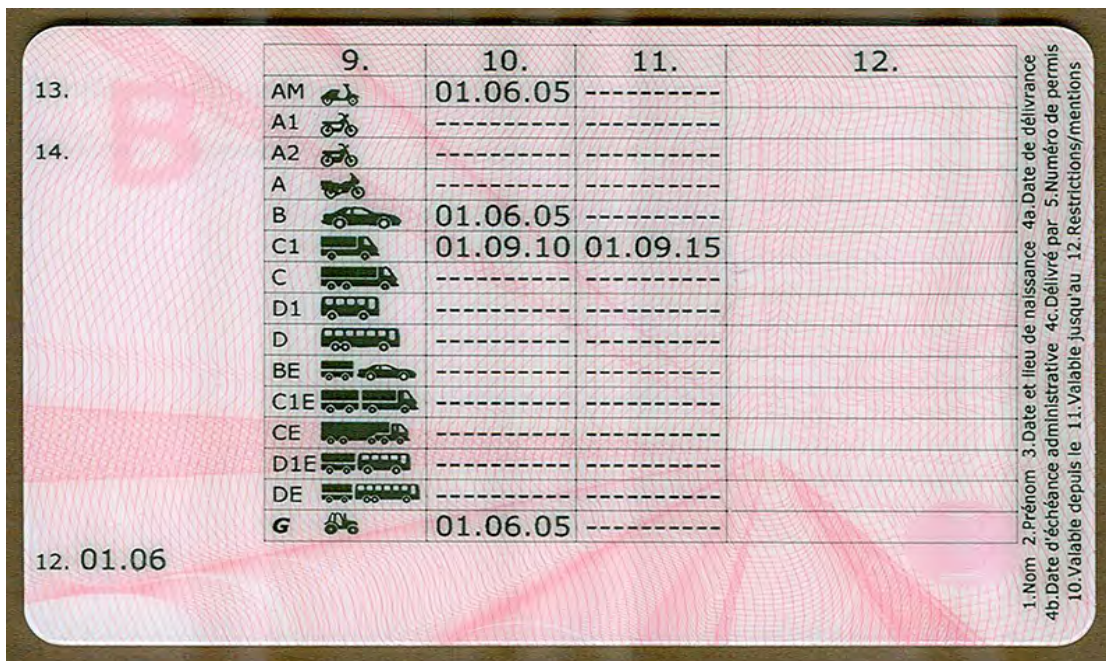 9. 10. 11. 12.
13.
14.
AM 01.06.05 ----------
A1 ---------- ----------
A2 ---------- ----------
A ---------- ----------
B 01.06.05 ----------
C1 01.09.10 01.09.15
C ---------- ----------
D1 ---------- ----------
D ---------- ----------
BE ---------- ----------
C1E ---------- ----------
CE ---------- ----------
D1E ---------- ----------
DE ---------- ----------
G 01.06.05 ----------
12. 01.06
B
1.Nom 2.Prénom 3.Date et lieu de naissance 4a.Date de délivrance
4b.Date d'échéance administrative 4c.Délivré par 5.Numéro de permis
10.Valable depuis le 11.Valable jusqu'au 12.Restrictions/mentions